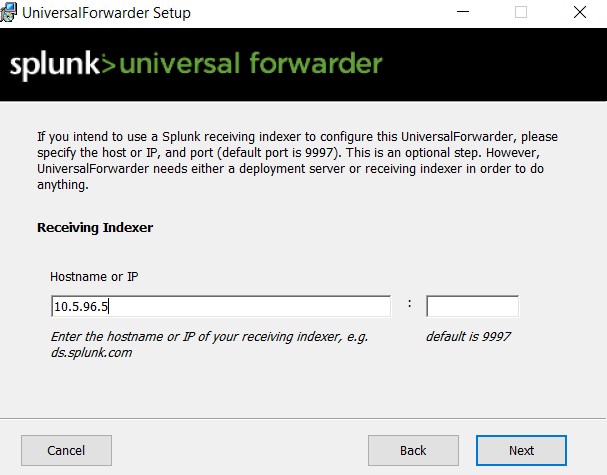 UniversalForwarder Setup
splunk>universal forwarder
If you intend to use a Splunk receiving indexer to configure this UniversalForwarder, please
specify the host or IP, and port (default port is 9997). This is an optional step. However,
UniversalForwarder needs either a deployment server or receiving indexer in order to do
anything.
Receiving Indexer
Hostname or IP
10.5.96.5 :
Enter the hostname or IP of your receiving indexer, e.g. default is 9997
ds.splunk.com
Cancel Back Next